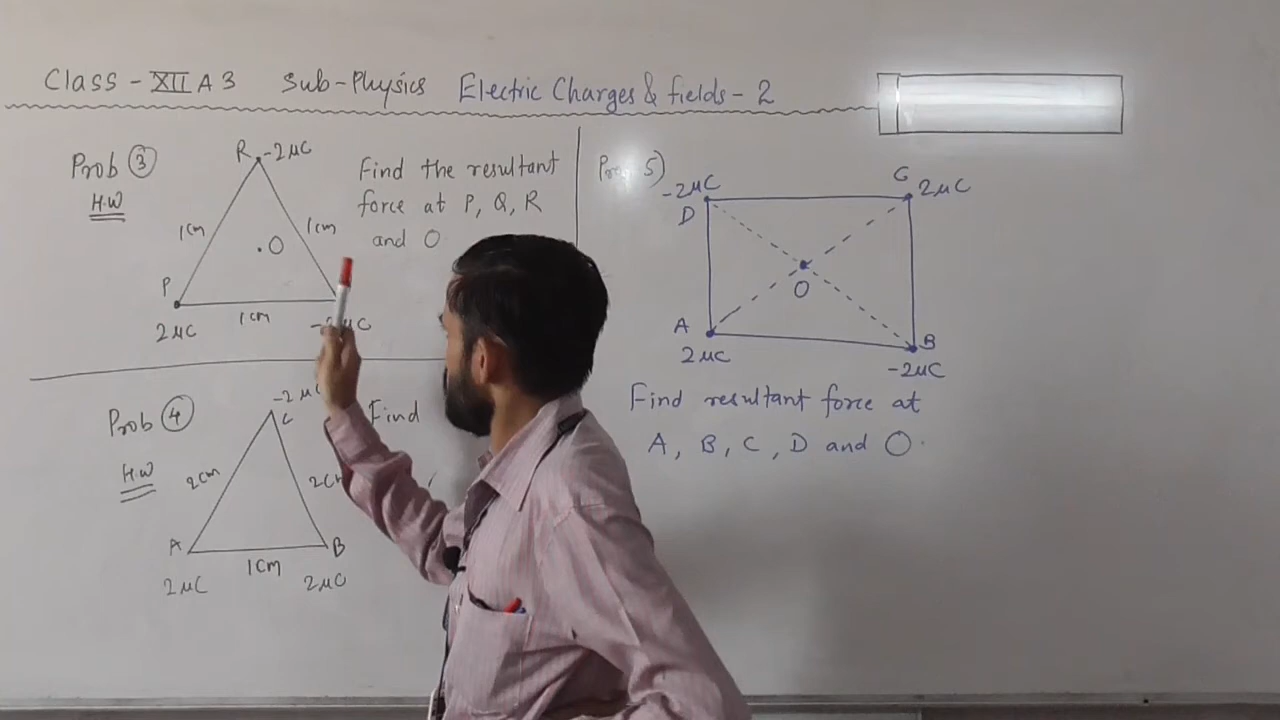 Class - XII A 3 Sub-Physics Electric Charges & fields - 2
Prob 3
H.W
R -2μC
1cm
1cm
O
P
1cm
2μC
Find the resultant
force at P, Q, R
and O
Prob 4
H.W
C
2cm
A
1cm
B
2μC
2μC
Find
5)
-2μC
D
C
2μC
O
A
2μC
B
-2μC
Find resultant force at
A, B, C, D and O.